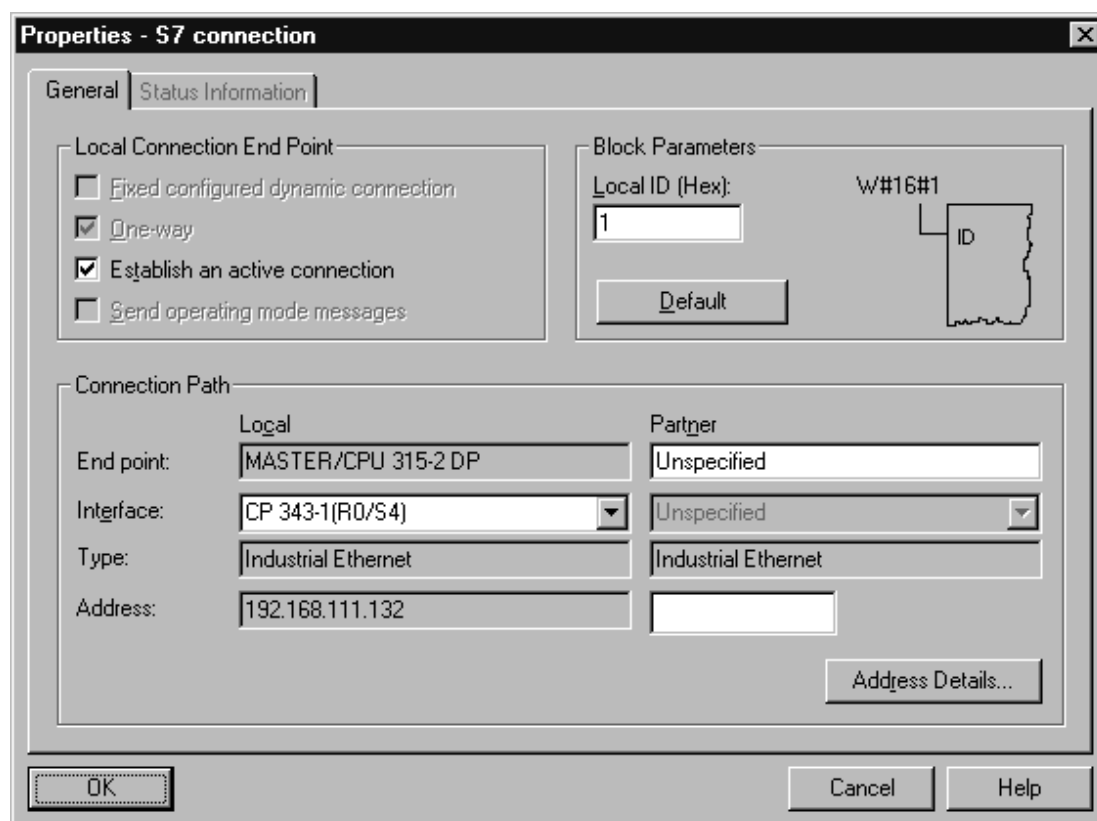 Properties - S7 connection
General
Status Information
Local Connection End Point
Fixed configured dynamic connection
One-way
Establish an active connection
Send operating mode messages
Block Parameters
Local ID (Hex):
W#16#1
1
ID
Default
Connection Path
Local Partner
End point: MASTER/CPU 315-2 DP Unspecified
Interface: CP 343-1(R0/S4) Unspecified
Type: Industrial Ethernet Industrial Ethernet
Address: 192.168.111.132
Address Details...
OK Cancel Help